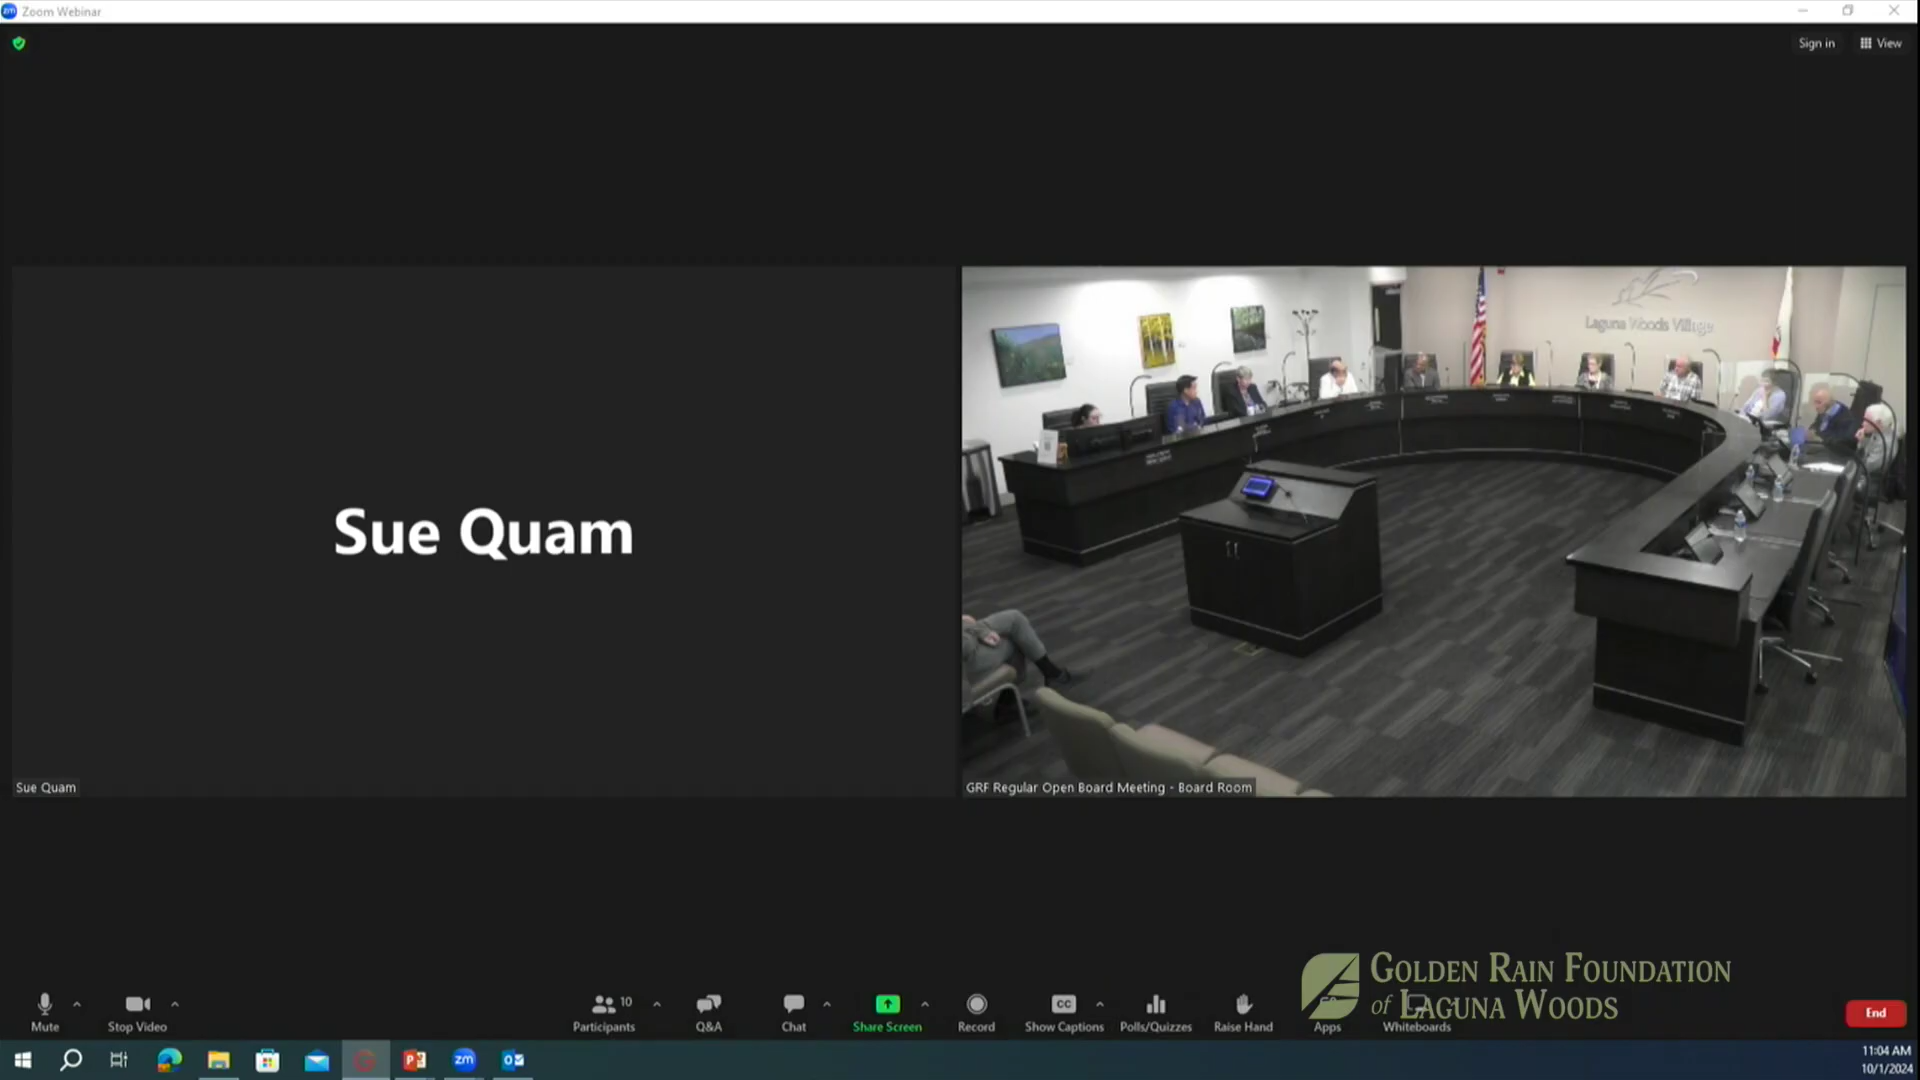 Zoom Webinar
Sign in
View
Laguna Woods Village
Sue Quam
Sue Quam
GRF Regular Open Board Meeting - Board Room
GOLDEN RAIN FOUNDATION
of LAGUNA WOODS
10
CC
Mute
Stop Video
Participants
Q&A
Chat
Share Screen
Record
Show Captions
Polls/Quizzes
Raise Hand
Apps
Whiteboards
End
zm
11:04 AM
10/1/2024